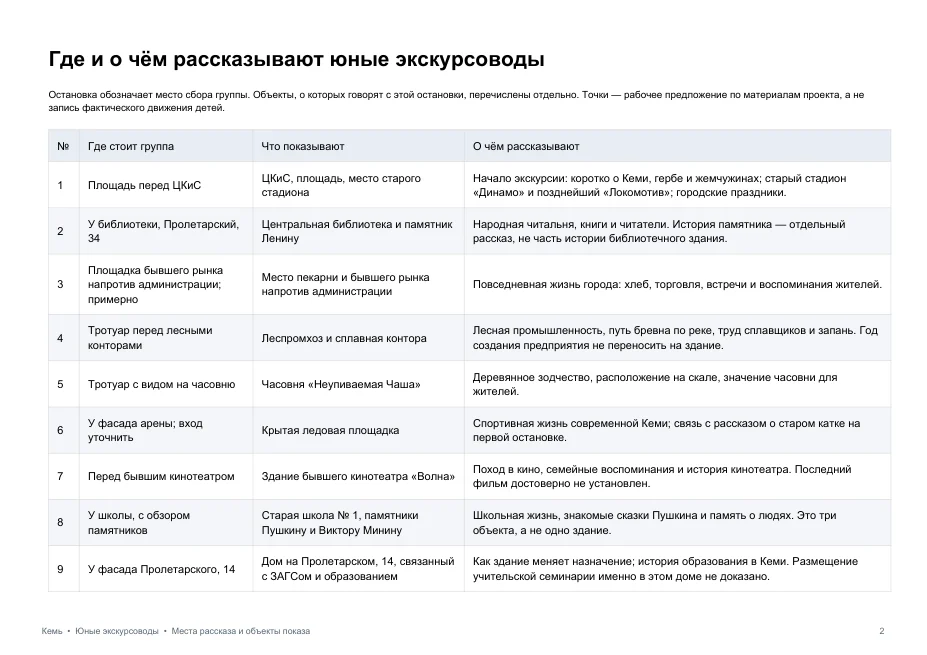 Где и о чём рассказывают юные экскурсоводы
Остановка обозначает место сбора группы. Объекты, о которых говорят с этой остановки, перечислены отдельно. Точки — рабочее предложение по материалам проекта, а не
запись фактического движения детей.
№ Где стоит группа Что показывают О чём рассказывают
1 Площадь перед ЦКиС
ЦКиС, площадь, место старого
стадиона
Начало экскурсии: коротко о Кеми, гербе и жемчужинах; старый стадион
«Динамо» и позднейший «Локомотив»; городские праздники.
2
У библиотеки, Пролетарский,
34
Центральная библиотека и памятник
Ленину
Народная читальня, книги и читатели. История памятника — отдельный
рассказ, не часть истории библиотечного здания.
3
Площадка бывшего рынка
напротив администрации;
примерно
Место пекарни и бывшего рынка
напротив администрации
Повседневная жизнь города: хлеб, торговля, встречи и воспоминания жителей.
4
Тротуар перед лесными
конторами
Леспромхоз и сплавная контора
Лесная промышленность, путь бревна по реке, труд сплавщиков и запань. Год
создания предприятия не переносить на здание.
5 Тротуар с видом на часовню
Часовня «Неупиваемая Чаша»
Деревянное зодчество, расположение на скале, значение часовни для
жителей.
6
У фасада арены; вход
уточнить
Крытая ледовая площадка
Спортивная жизнь современной Кеми; связь с рассказом о старом катке на
первой остановке.
7 Перед бывшим кинотеатром
Здание бывшего кинотеатра «Волна»
Поход в кино, семейные воспоминания и история кинотеатра. Последний
фильм достоверно не установлен.
8
У школы, с обзором
памятников
Старая школа № 1, памятники
Пушкину и Виктору Минину
Школьная жизнь, знакомые сказки Пушкина и память о людях. Это три
объекта, а не одно здание.
9 У фасада Пролетарского, 14
Дом на Пролетарском, 14, связанный
с ЗАГСом и образованием
Как здание меняет назначение; история образования в Кеми. Размещение
учительской семинарии именно в этом доме не доказано.
Кемь • Юные экскурсоводы • Места рассказа и объекты показа 2